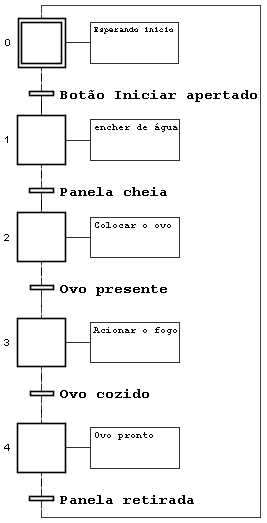 0
Esperando inicio
Botão Iniciar apertado
1
encher de água
Panela cheia
2
Colocar o ovo
Ovo presente
3
Acionar o fogo
Ovo cozido
4
Ovo pronto
Panela retirada